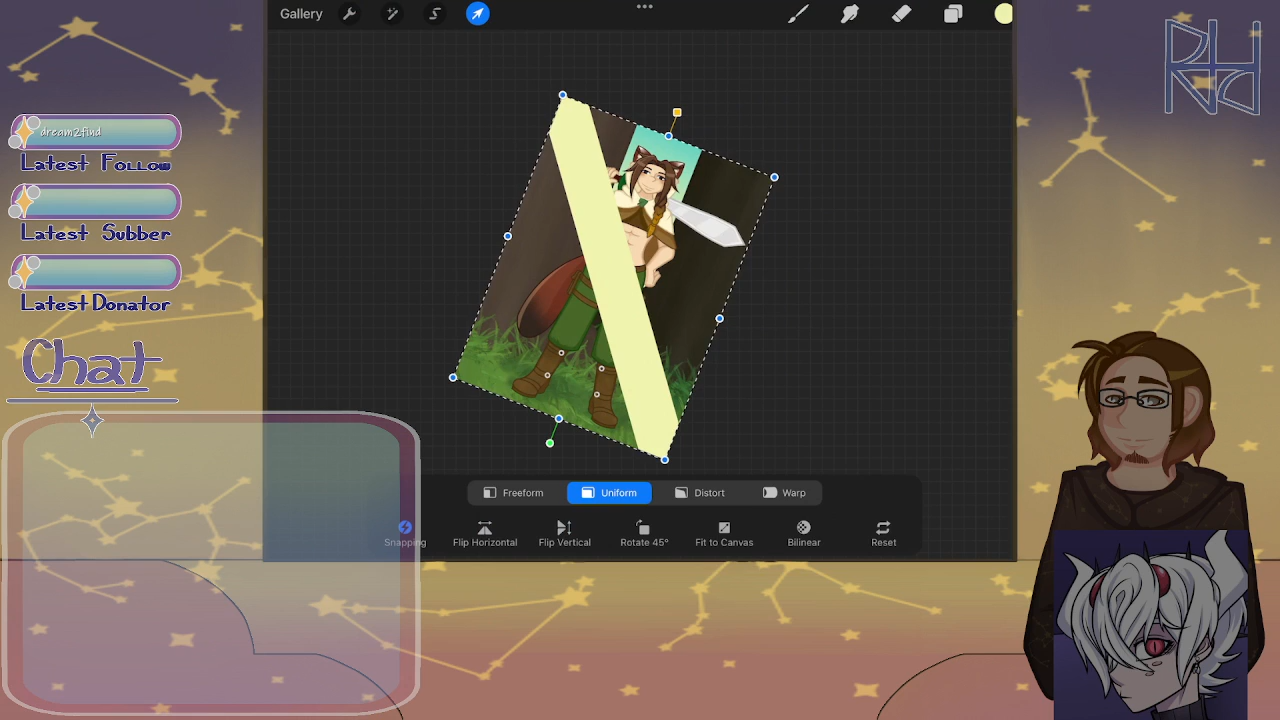 Gallery
dream2find
Latest Follow
Latest Subber
Latest Donator
Chat
Freeform
Uniform
Distort
Warp
Snapping
Flip Horizontal
Flip Vertical
Rotate 45°
Fit to Canvas
Bilinear
Reset